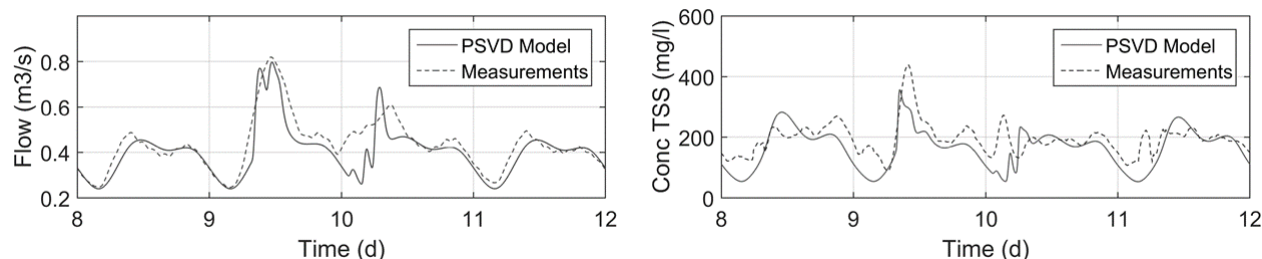 Flow (m3/s)
0.8
0.6
0.4
0.2
PSVD Model
Measurements
8
9
10
11
12
Time (d)
Conc TSS (mg/l)
600
400
200
0
PSVD Model
Measurements
8
9
10
11
12
Time (d)